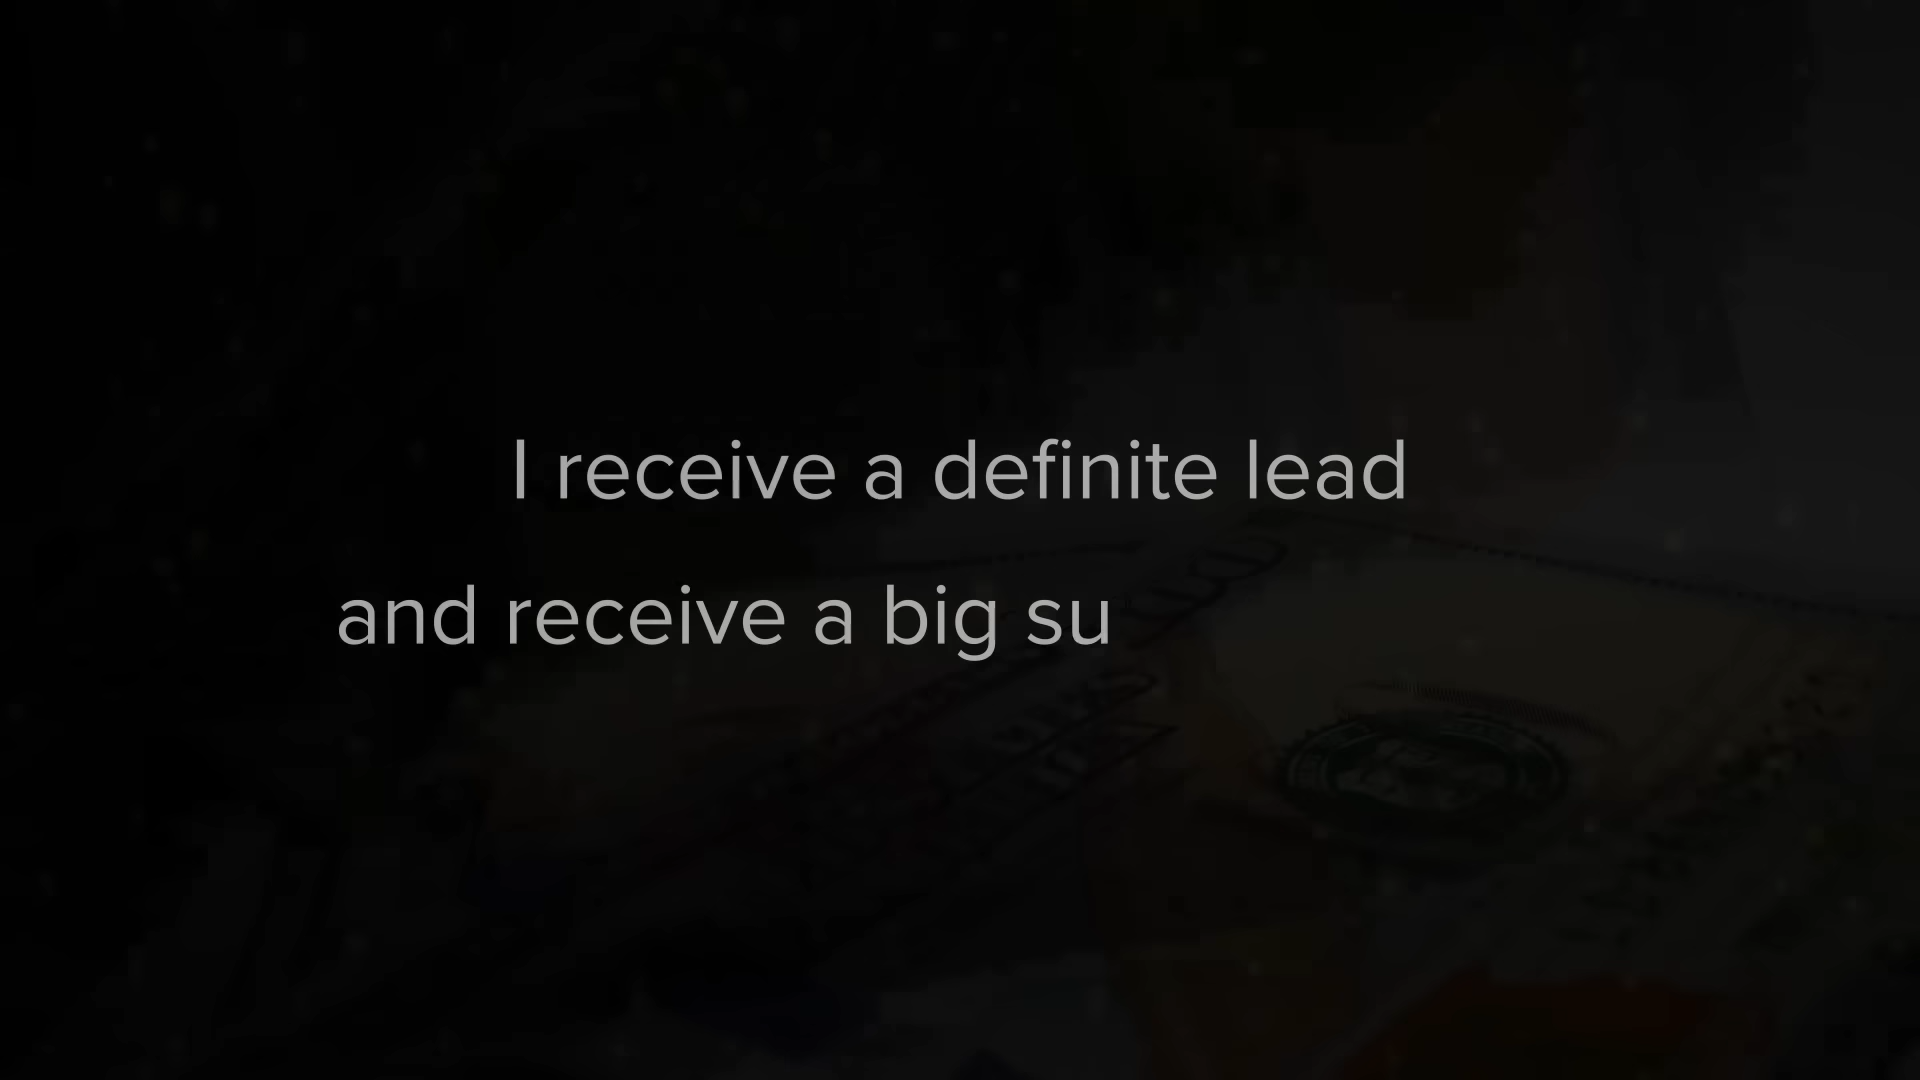 I receive a definite lead
and receive a big su